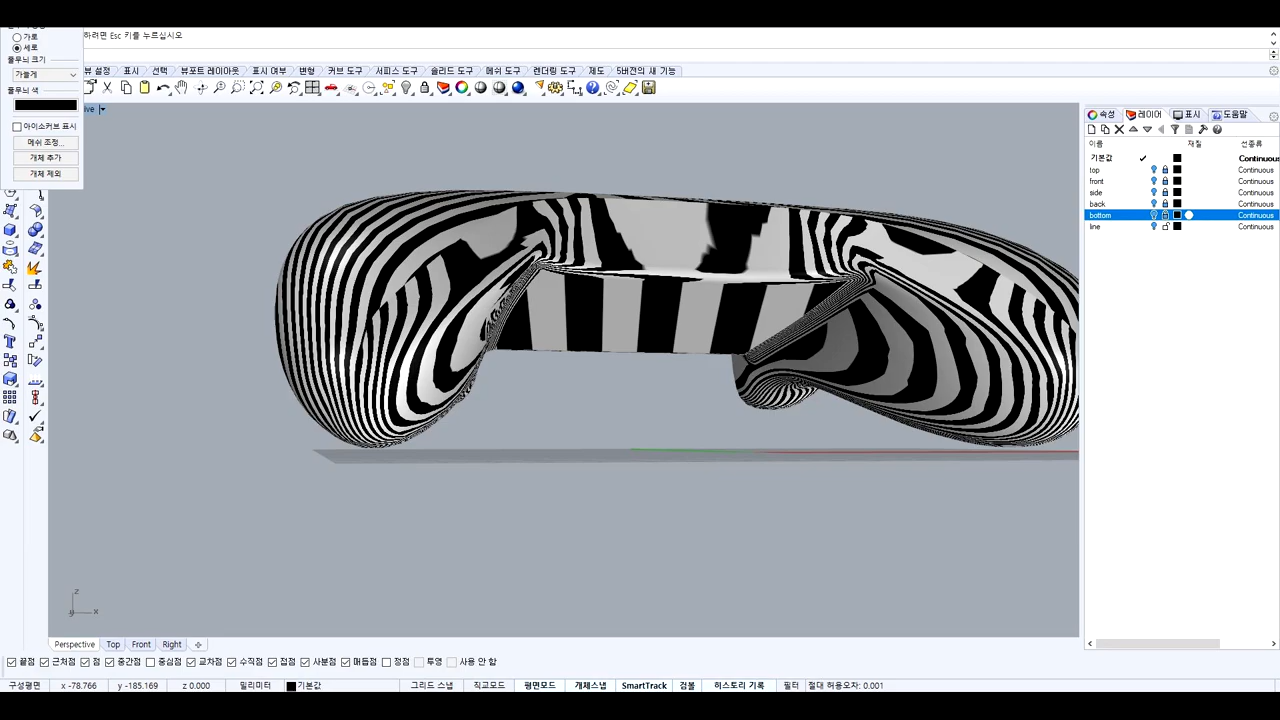 하려면 Esc 키를 누르십시오
가로
세로
줄무늬 크기
가늘게
줄무늬 색
아이소커브 표시
메쉬 조정...
개체 추가
개체 제외
뷰 설정 표시 선택 뷰포트 레이아웃 표시 여부 변형 커브 도구 서피스 도구 솔리드 도구 메쉬 도구 렌더링 도구 제도 5버전의 새 기능
ive
속성 레이어 표시 도움말
이름 재질 선종류
기본값 Continuous
top Continuous
front Continuous
side Continuous
back Continuous
bottom Continuous
line Continuous
z
y x
Perspective Top Front Right
끝점 근처점 점 중간점 중심점 교차점 수직점 접점 사분점 매듭점 정점 투영 사용 안 함
구성평면 x -78.766 y -185.169 z 0.000 밀리미터 기본값 그리드 스냅 직교모드 평면모드 개체스냅 SmartTrack 검볼 히스토리 기록 필터 절대 허용오차: 0.001